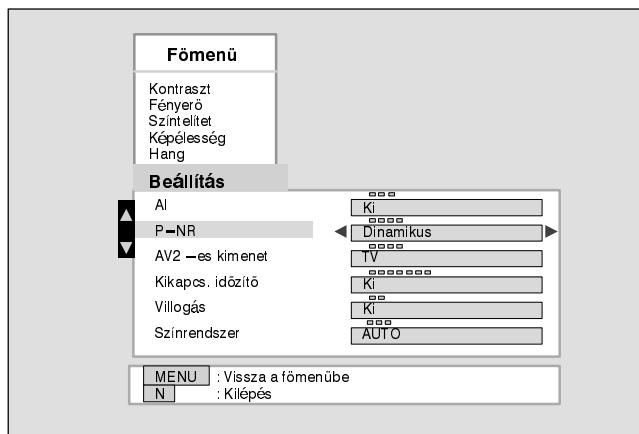 Fömenü
Kontraszt
Fényerö
Színtelítet
Képélesség
Hang
Beállítás
AI Ki
P–NR Dinamikus
AV2 –es kimenet TV
Kikapcs. idözítö Ki
Villogás Ki
Színrendszer AUTO
MENU : Vissza a fömenübe
N : Kilépés